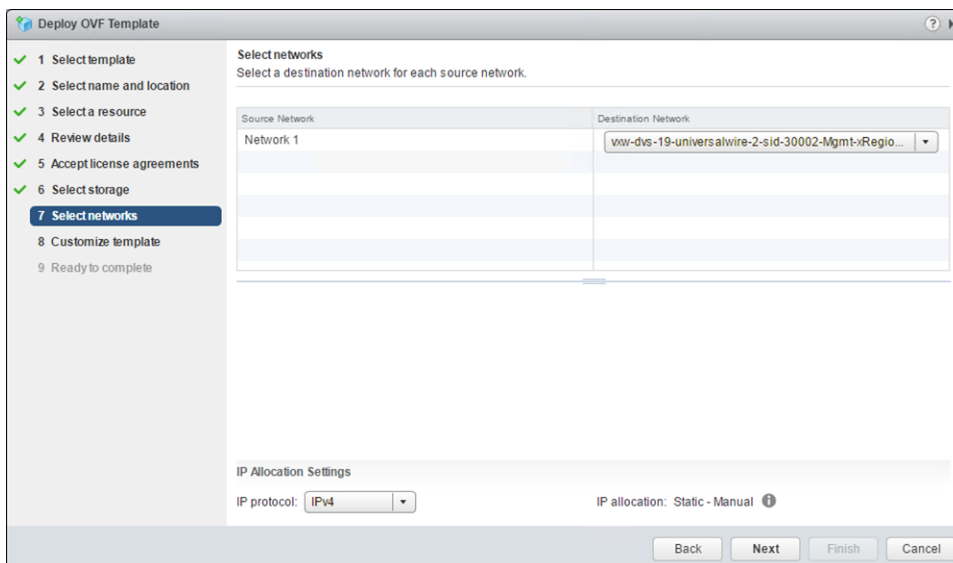 Deploy OVF Template
?
1 Select template
2 Select name and location
3 Select a resource
4 Review details
5 Accept license agreements
6 Select storage
7 Select networks
8 Customize template
9 Ready to complete
Select networks
Select a destination network for each source network.
Source Network Destination Network
Network 1 vxw-dvs-19-universalwire-2-sid-30002-Mgmt-xRegio...
IP Allocation Settings
IP protocol: IPv4 IP allocation: Static - Manual
Back Next Finish Cancel